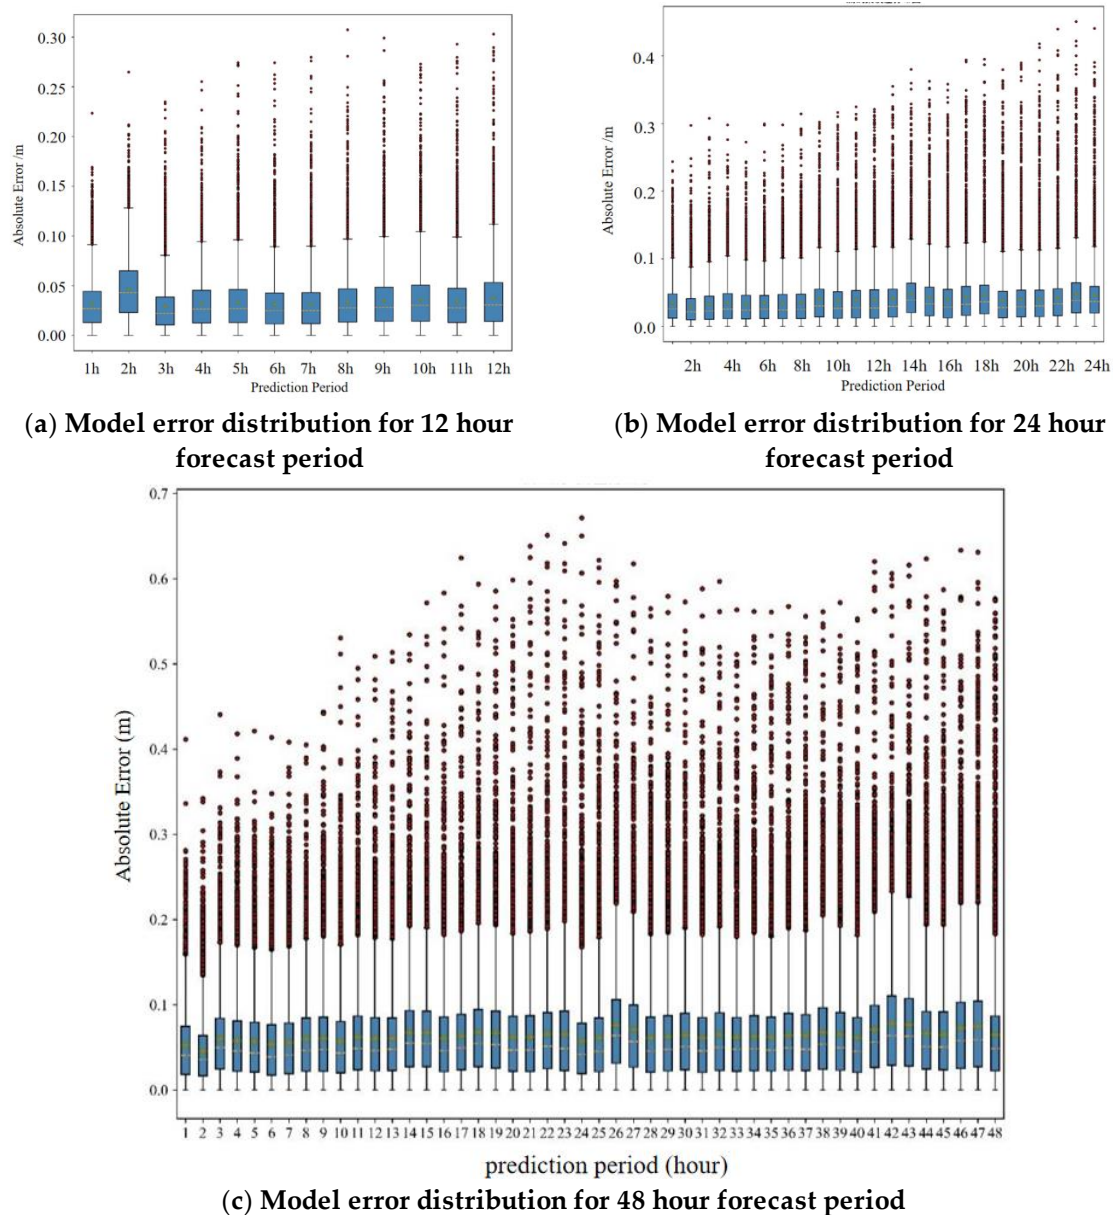 0.30
0.25
0.20
0.15
0.10
0.05
0.00
Absolute Error /m
1h 2h 3h 4h 5h 6h 7h 8h 9h 10h 11h 12h
Prediction Period
0.4
0.3
0.2
0.1
0.0
Absolute Error /m
2h 4h 6h 8h 10h 12h 14h 16h 18h 20h 22h 24h
Prediction Period
(a) Model error distribution for 12 hour
forecast period
(b) Model error distribution for 24 hour
forecast period
0.7
0.6
0.5
0.4
0.3
0.2
0.1
0.0
Absolute Error (m)
1 2 3 4 5 6 7 8 9 10 11 12 13 14 15 16 17 18 19 20 21 22 23 24 25 26 27 28 29 30 31 32 33 34 35 36 37 38 39 40 41 42 43 44 45 46 47 48
prediction period (hour)
(c) Model error distribution for 48 hour forecast period